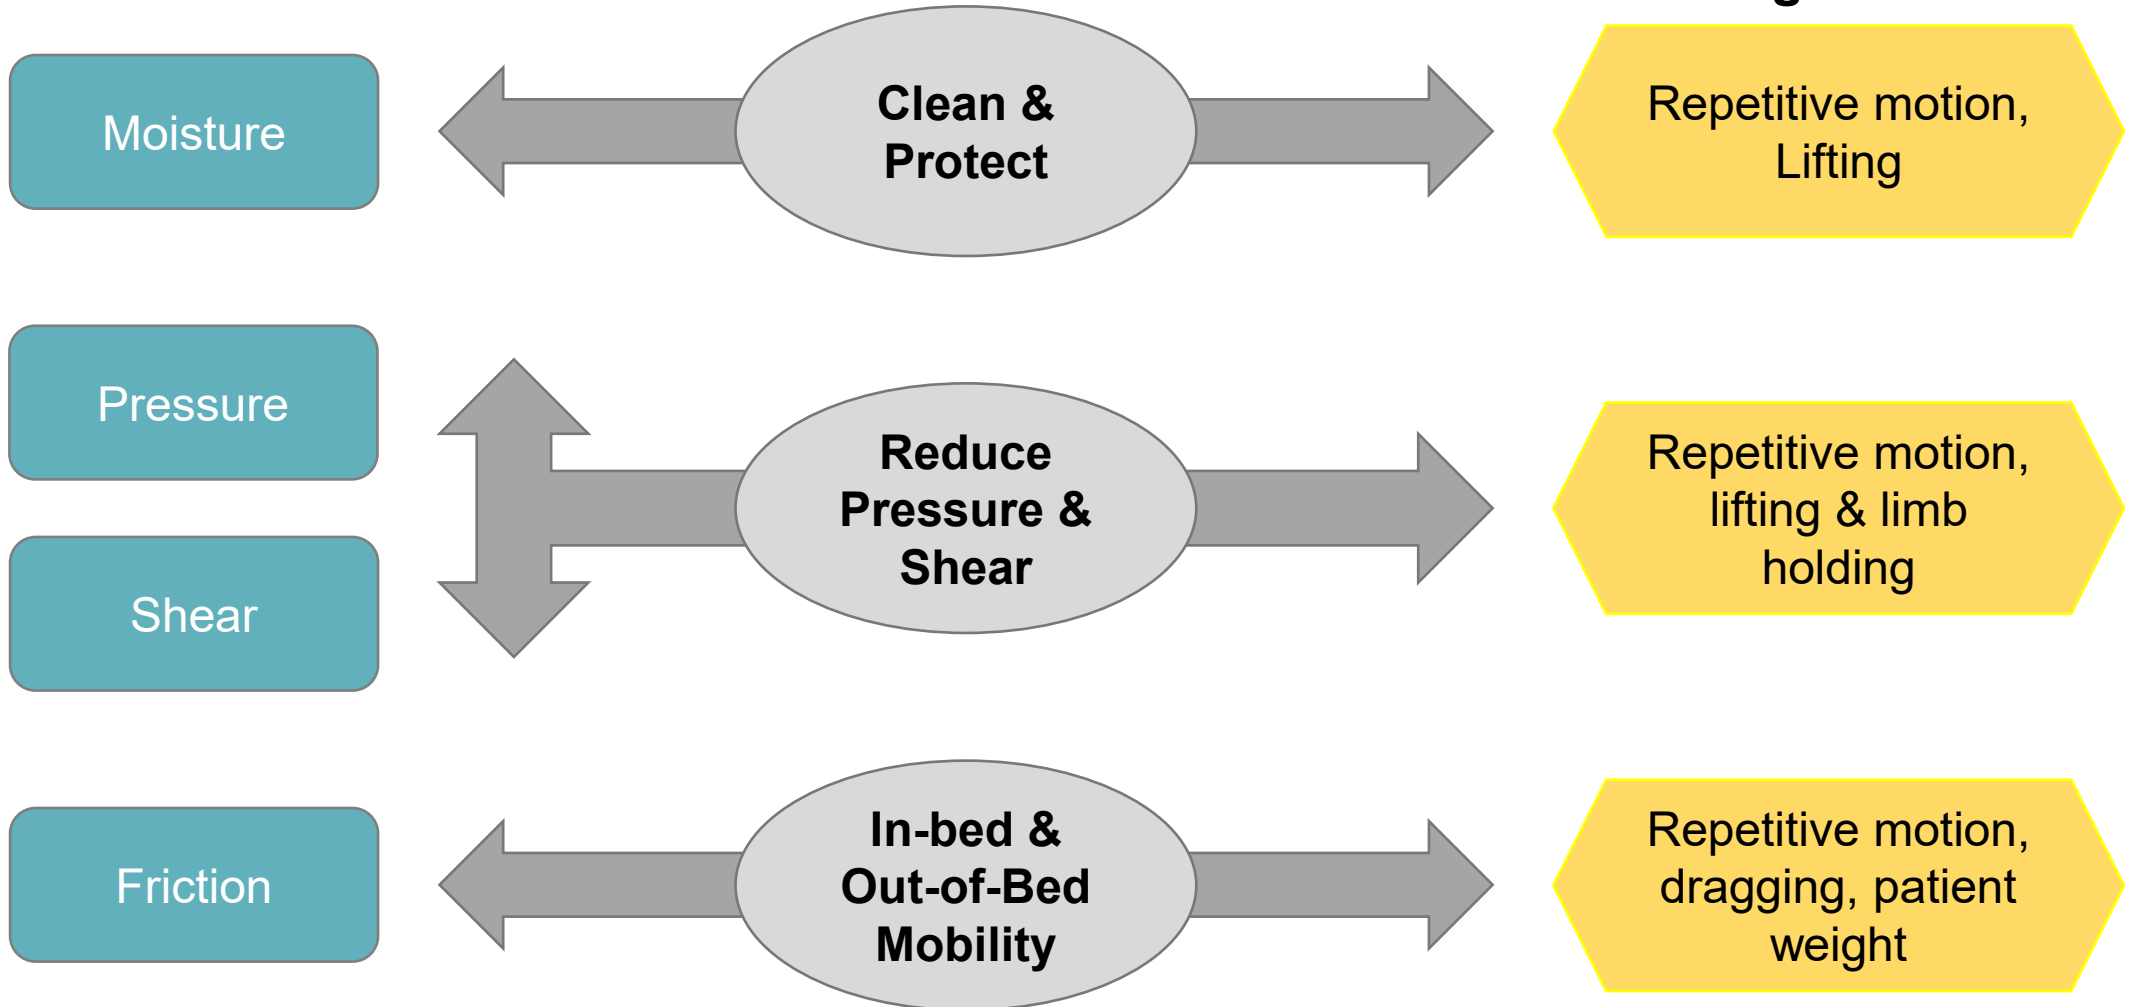 Moisture
Clean &
Protect
Repetitive motion,
Lifting
Pressure
Shear
Reduce
Pressure &
Shear
Repetitive motion,
lifting & limb
holding
Friction
In-bed &
Out-of-Bed
Mobility
Repetitive motion,
dragging, patient
weight